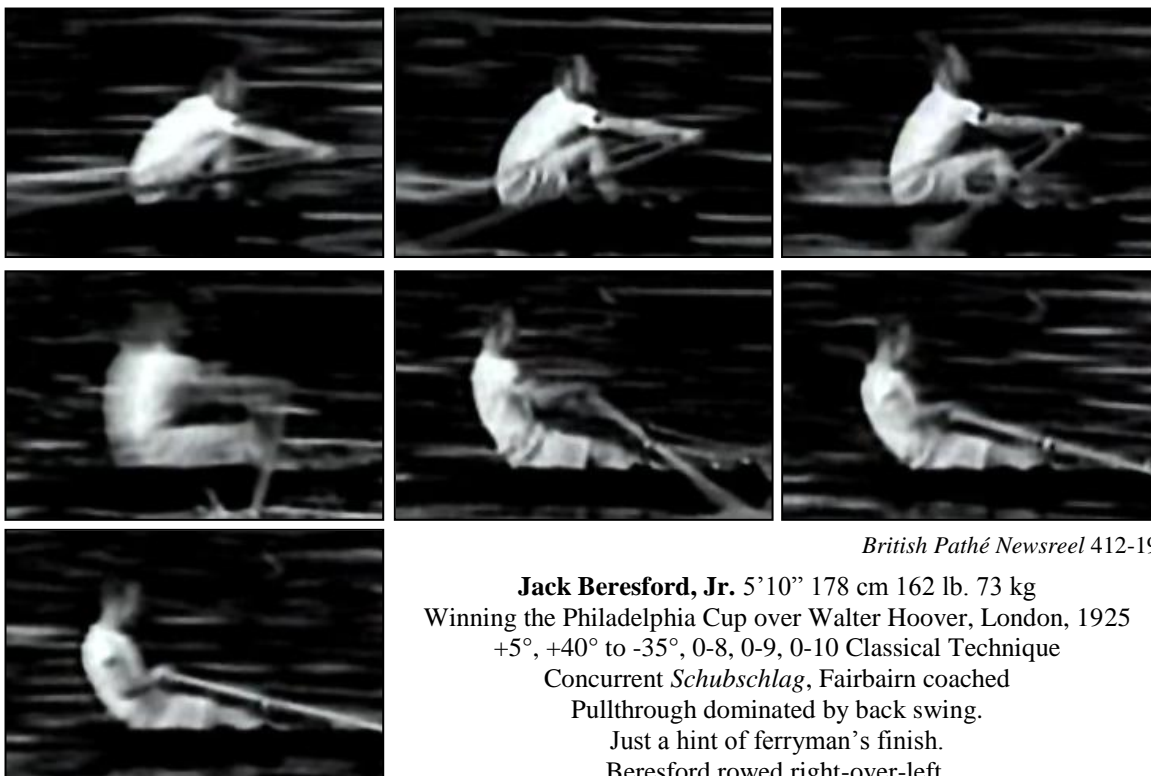 British Pathé Newsreel 412-19
Jack Beresford, Jr. 5’10” 178 cm 162 lb. 73 kg
Winning the Philadelphia Cup over Walter Hoover, London, 1925
+5°, +40° to -35°, 0-8, 0-9, 0-10 Classical Technique
Concurrent Schubschlag, Fairbairn coached
Pullthrough dominated by back swing.
Just a hint of ferryman’s finish.
Beresford rowed right-over-left